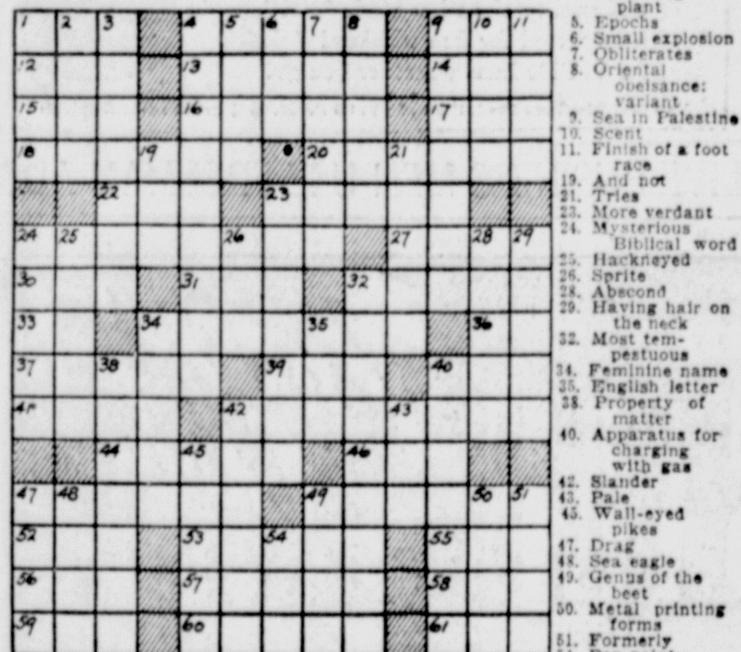 1 2 3 4 5 6 7 8 9 10 11
12 13 14
15 16 17
18 19 20 21
22 23
24 25 26 27 28 29
30 31 32
33 34 35 36
37 38 39 40
41 42 43
44 45 46
47 48 49 50 51
52 53 54 55
56 57 58
59 60 61
plant
5. Epochs
6. Small explosion
7. Obliterates
8. Oriental
obeisance:
variant
9. Sea in Palestine
10. Scent
11. Finish of a foot
race
19. And not
21. Tries
23. More verdant
24. Mysterious
Biblical word
25. Hackneyed
26. Sprite
28. Abscond
29. Having hair on
the neck
32. Most tem-
pestuous
34. Feminine name
35. English letter
38. Property of
matter
40. Apparatus for
charging
with gas
42. Slander
43. Pale
45. Wall-eyed
pikes
47. Drag
48. Sea eagle
49. Genus of the
beet
50. Metal printing
forms
51. Formerly